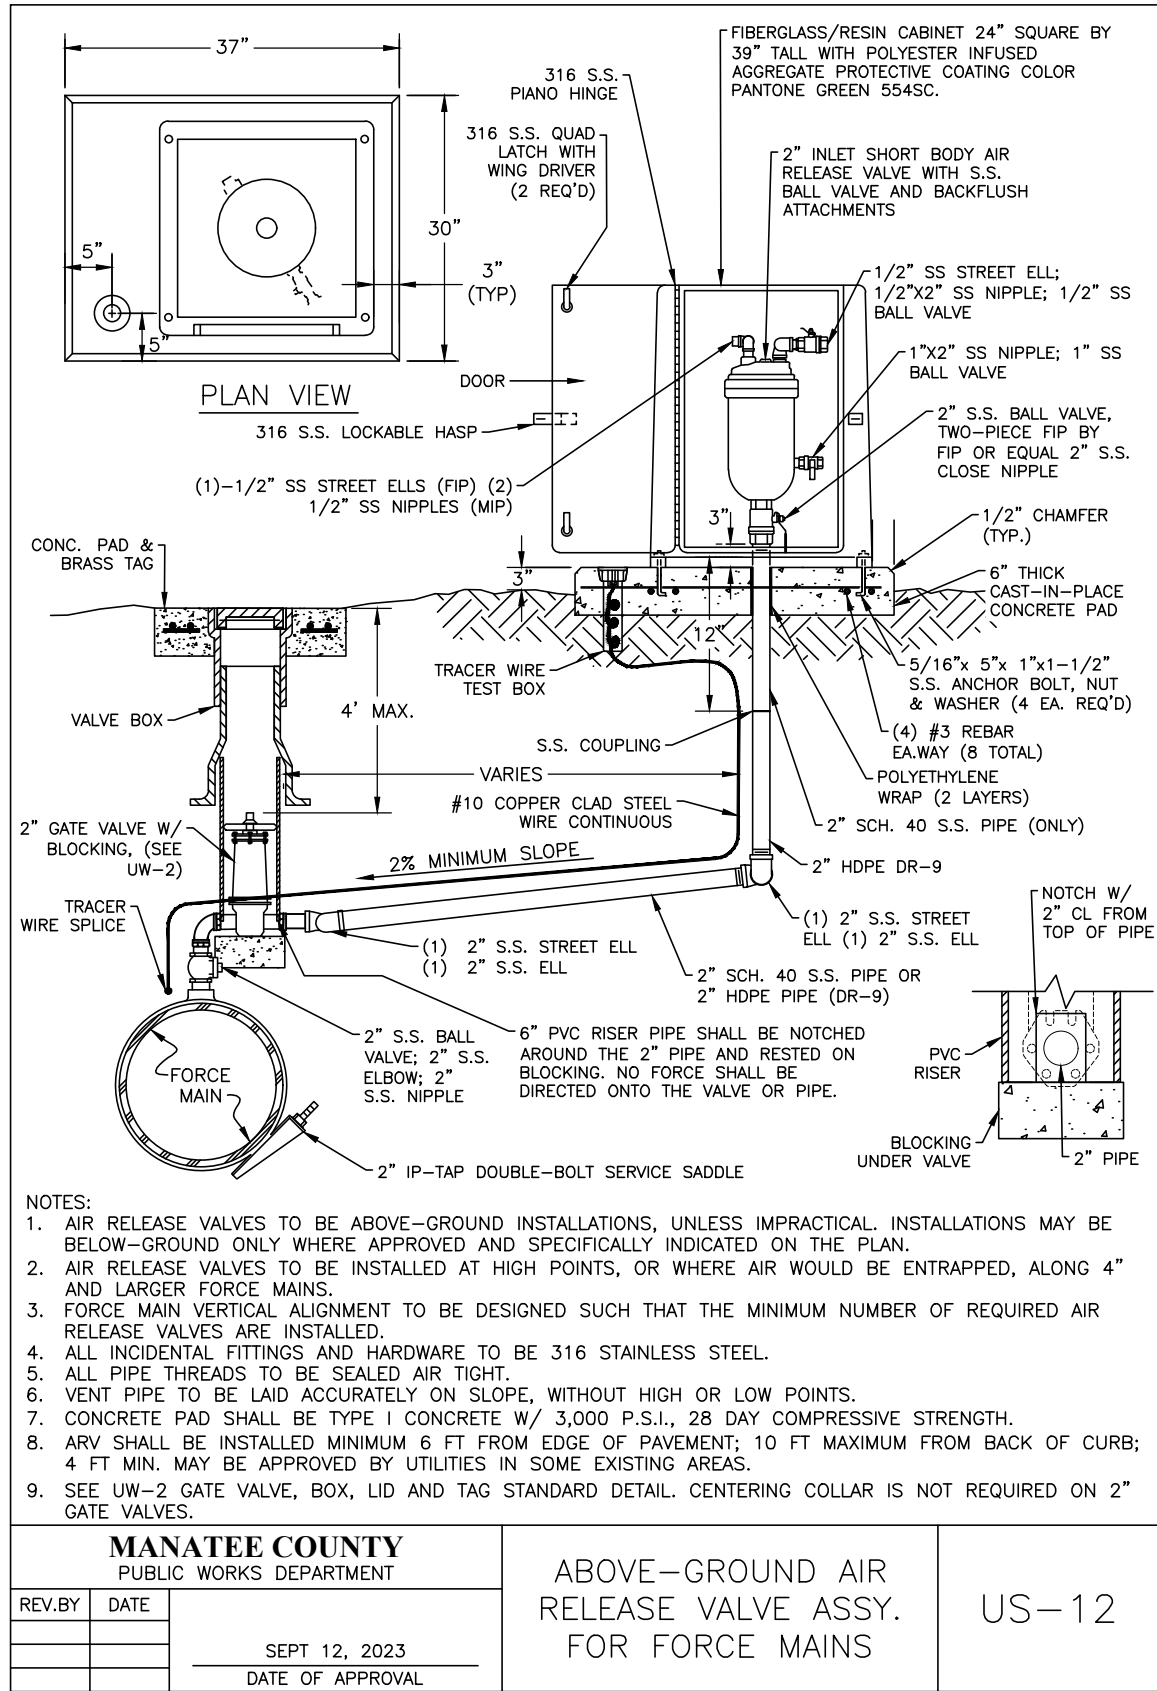 37"
30"
5"
5"
3"
(TYP)
PLAN VIEW
316 S.S.
PIANO HINGE
316 S.S. QUAD
LATCH WITH
WING DRIVER
(2 REQ'D)
FIBERGLASS/RESIN CABINET 24" SQUARE BY
39" TALL WITH POLYESTER INFUSED
AGGREGATE PROTECTIVE COATING COLOR
PANTONE GREEN 554SC.
2" INLET SHORT BODY AIR
RELEASE VALVE WITH S.S.
BALL VALVE AND BACKFLUSH
ATTACHMENTS
1/2" SS STREET ELL;
1/2"X2" SS NIPPLE; 1/2" SS
BALL VALVE
1"X2" SS NIPPLE; 1" SS
BALL VALVE
2" S.S. BALL VALVE,
TWO-PIECE FIP BY
FIP OR EQUAL 2" S.S.
CLOSE NIPPLE
DOOR
316 S.S. LOCKABLE HASP
(1)-1/2" SS STREET ELLS (FIP) (2)
1/2" SS NIPPLES (MIP)
3"
1/2" CHAMFER
(TYP.)
CONC. PAD &
BRASS TAG
3"
6" THICK
CAST-IN-PLACE
CONCRETE PAD
12"
TRACER WIRE
TEST BOX
5/16"x 5"x 1"x1-1/2"
S.S. ANCHOR BOLT, NUT
& WASHER (4 EA. REQ'D)
VALVE BOX
4' MAX.
S.S. COUPLING
(4) #3 REBAR
EA.WAY (8 TOTAL)
VARIES
POLYETHYLENE
WRAP (2 LAYERS)
#10 COPPER CLAD STEEL
WIRE CONTINUOUS
2" SCH. 40 S.S. PIPE (ONLY)
2" GATE VALVE W/
BLOCKING, (SEE
UW-2)
2% MINIMUM SLOPE
2" HDPE DR-9
TRACER
WIRE SPLICE
NOTCH W/
2" CL FROM
TOP OF PIPE
(1) 2" S.S. STREET
ELL (1) 2" S.S. ELL
(1) 2" S.S. STREET ELL
(1) 2" S.S. ELL
2" SCH. 40 S.S. PIPE OR
2" HDPE PIPE (DR-9)
2" S.S. BALL
VALVE; 2" S.S.
ELBOW; 2"
S.S. NIPPLE
6" PVC RISER PIPE SHALL BE NOTCHED
AROUND THE 2" PIPE AND RESTED ON
BLOCKING. NO FORCE SHALL BE
DIRECTED ONTO THE VALVE OR PIPE.
FORCE
MAIN
PVC
RISER
BLOCKING
UNDER VALVE
2" PIPE
2" IP-TAP DOUBLE-BOLT SERVICE SADDLE
NOTES:
1. AIR RELEASE VALVES TO BE ABOVE-GROUND INSTALLATIONS, UNLESS IMPRACTICAL. INSTALLATIONS MAY BE
BELOW-GROUND ONLY WHERE APPROVED AND SPECIFICALLY INDICATED ON THE PLAN.
2. AIR RELEASE VALVES TO BE INSTALLED AT HIGH POINTS, OR WHERE AIR WOULD BE ENTRAPPED, ALONG 4"
AND LARGER FORCE MAINS.
3. FORCE MAIN VERTICAL ALIGNMENT TO BE DESIGNED SUCH THAT THE MINIMUM NUMBER OF REQUIRED AIR
RELEASE VALVES ARE INSTALLED.
4. ALL INCIDENTAL FITTINGS AND HARDWARE TO BE 316 STAINLESS STEEL.
5. ALL PIPE THREADS TO BE SEALED AIR TIGHT.
6. VENT PIPE TO BE LAID ACCURATELY ON SLOPE, WITHOUT HIGH OR LOW POINTS.
7. CONCRETE PAD SHALL BE TYPE I CONCRETE W/ 3,000 P.S.I., 28 DAY COMPRESSIVE STRENGTH.
8. ARV SHALL BE INSTALLED MINIMUM 6 FT FROM EDGE OF PAVEMENT; 10 FT MAXIMUM FROM BACK OF CURB;
4 FT MIN. MAY BE APPROVED BY UTILITIES IN SOME EXISTING AREAS.
9. SEE UW-2 GATE VALVE, BOX, LID AND TAG STANDARD DETAIL. CENTERING COLLAR IS NOT REQUIRED ON 2"
GATE VALVES.
MANATEE COUNTY
PUBLIC WORKS DEPARTMENT
REV.BY DATE
SEPT 12, 2023
DATE OF APPROVAL
ABOVE-GROUND AIR
RELEASE VALVE ASSY.
FOR FORCE MAINS
US-12